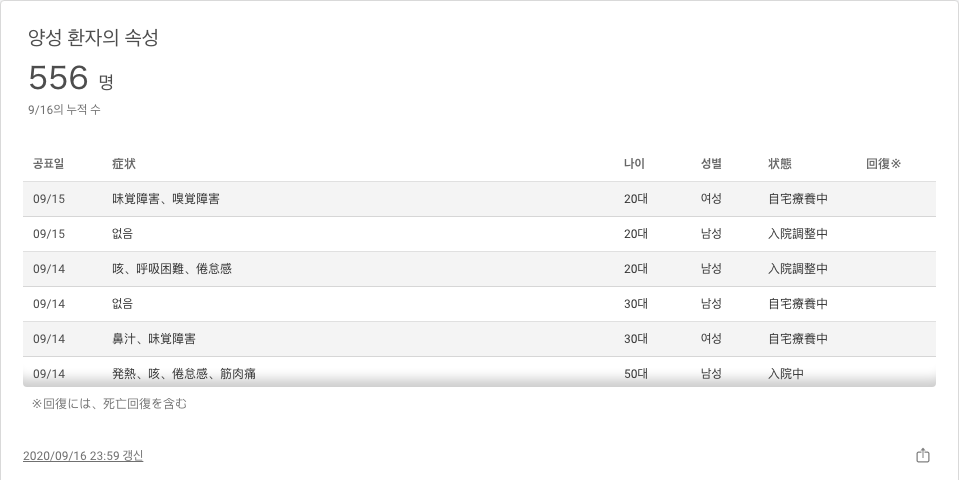 양성 환자의 속성
556 명
9/16의 누적 수
공표일 症状 나이 성별 状態 回復※
09/15 味覚障害、嗅覚障害 20대 여성 自宅療養中
09/15 없음 20대 남성 入院調整中
09/14 咳、呼吸困難、倦怠感 20대 남성 入院調整中
09/14 없음 30대 남성 自宅療養中
09/14 鼻汁、味覚障害 30대 여성 自宅療養中
09/14 発熱、咳、倦怠感、筋肉痛 50대 남성 入院中
※回復には、死亡回復を含む
2020/09/16 23:59 갱신